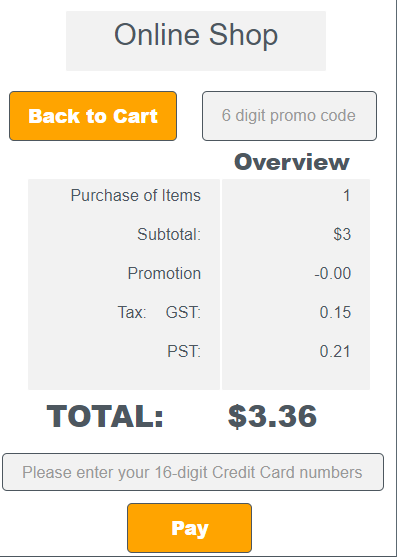 Online Shop
Back to Cart 6 digit promo code
Overview
Purchase of Items 1
Subtotal: $3
Promotion -0.00
Tax: GST: 0.15
PST: 0.21
TOTAL: $3.36
Please enter your 16-digit Credit Card numbers
Pay